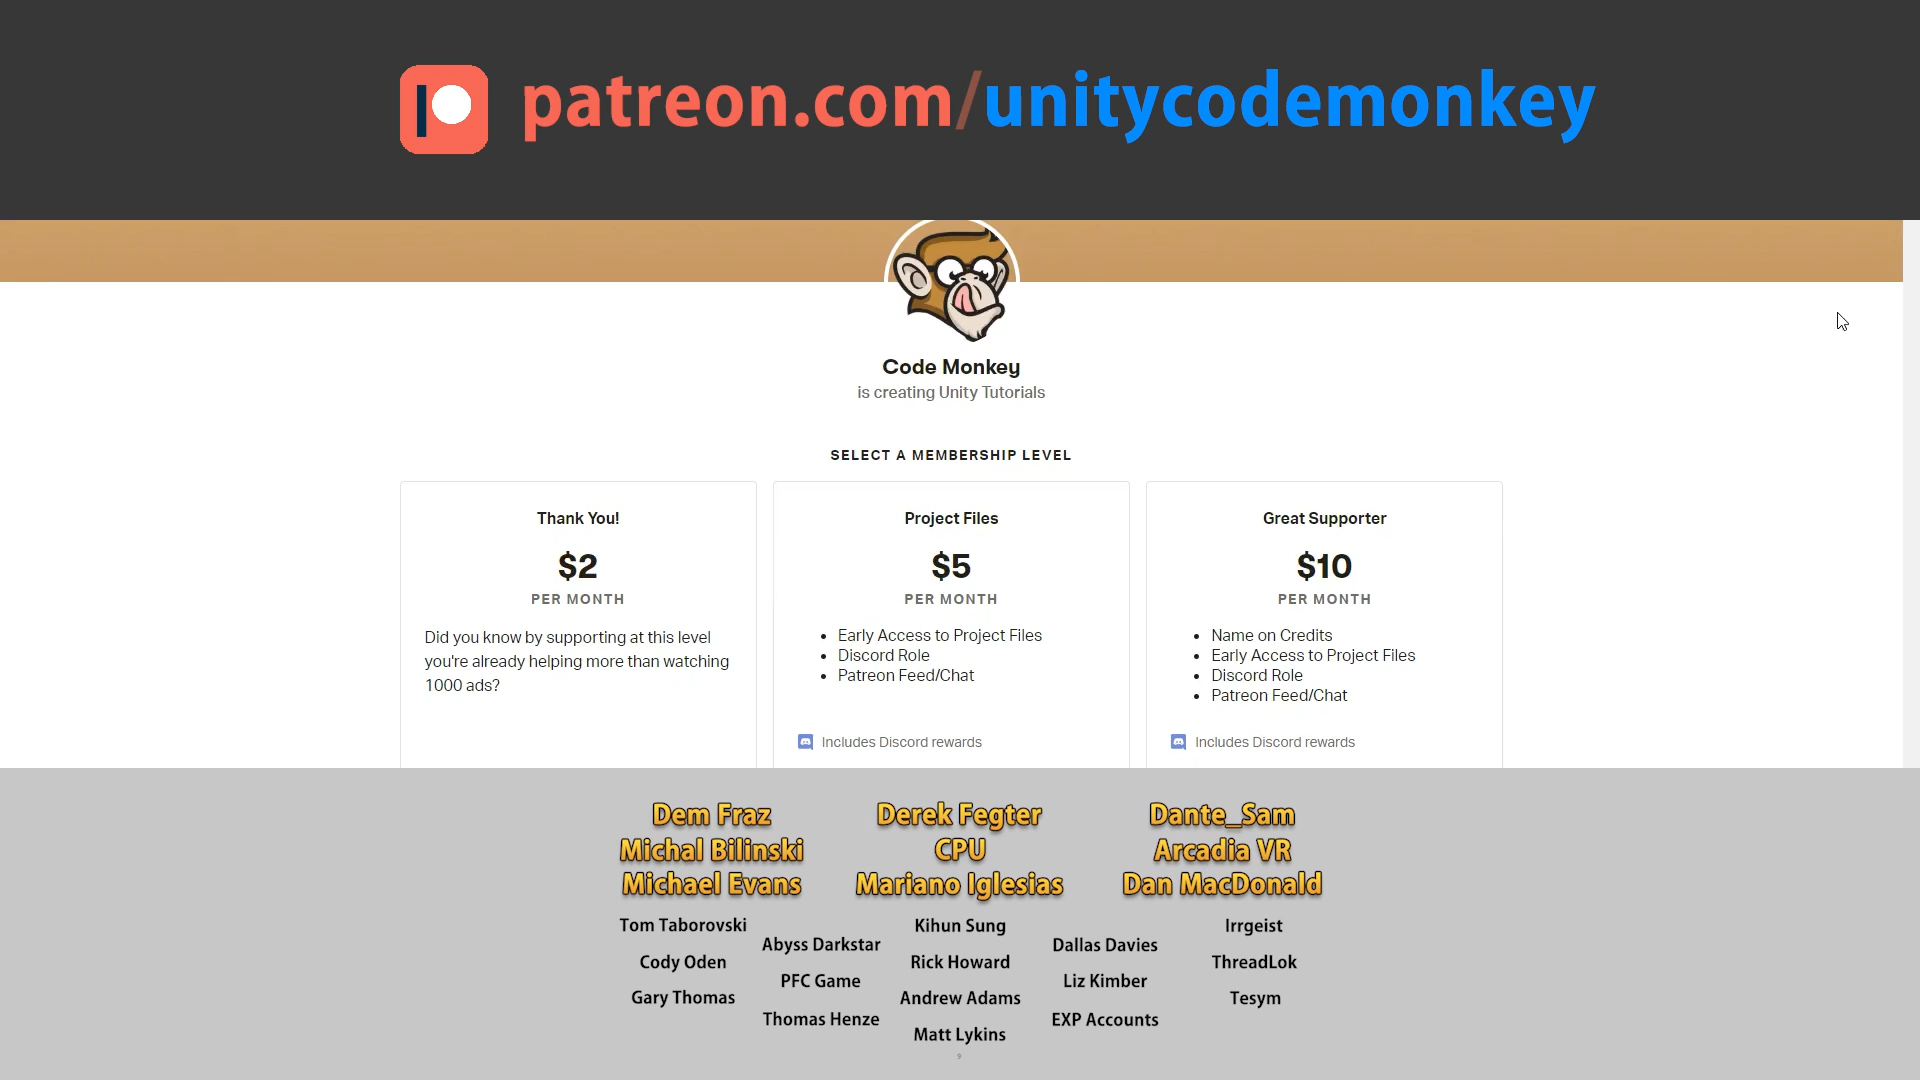 patreon.com/unitycodemonkey
Code Monkey
is creating Unity Tutorials
SELECT A MEMBERSHIP LEVEL
Thank You!
$2
PER MONTH
Did you know by supporting at this level
you're already helping more than watching
1000 ads?
Project Files
$5
PER MONTH
• Early Access to Project Files
• Discord Role
• Patreon Feed/Chat
Includes Discord rewards
Great Supporter
$10
PER MONTH
• Name on Credits
• Early Access to Project Files
• Discord Role
• Patreon Feed/Chat
Includes Discord rewards
Dem Fraz
Michal Bilinski
Michael Evans
Derek Fegter
CPU
Mariano Iglesias
Dante_Sam
Arcadia VR
Dan MacDonald
Tom Taborovski
Cody Oden
Gary Thomas
Abyss Darkstar
PFC Game
Thomas Henze
Kihun Sung
Rick Howard
Andrew Adams
Matt Lykins
Dallas Davies
Liz Kimber
EXP Accounts
Irrgeist
ThreadLok
Tesym